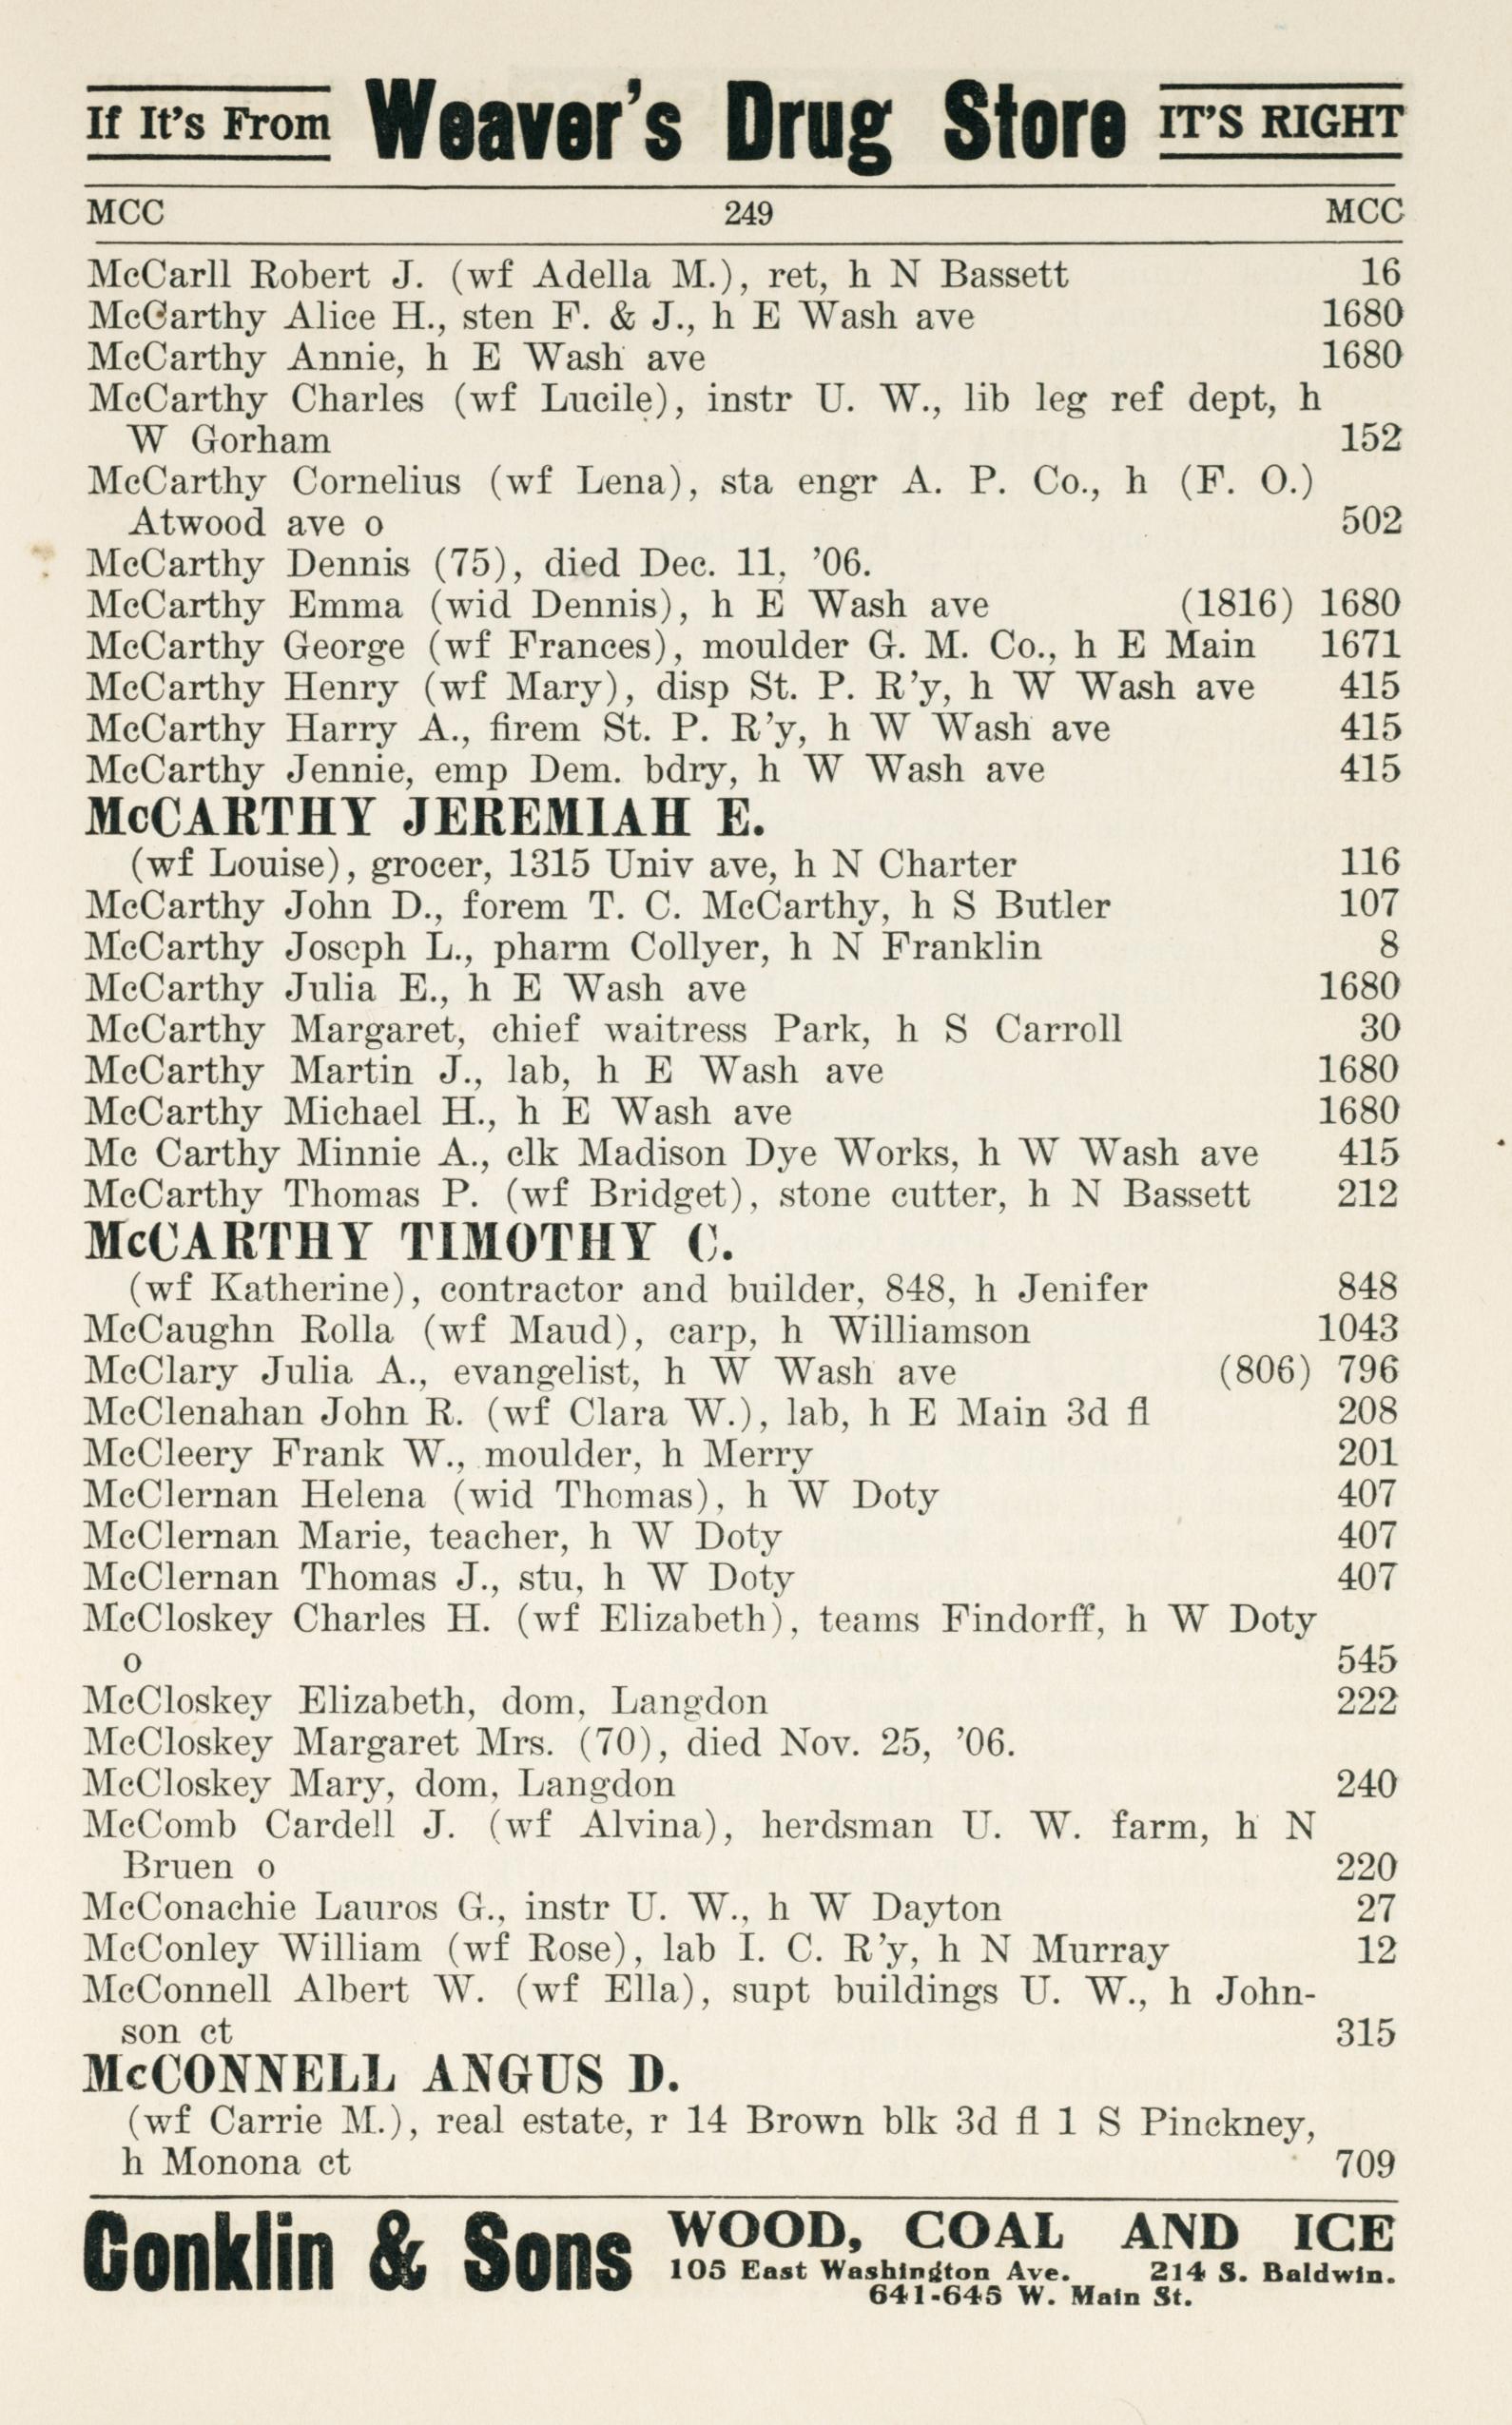 If It's From Weaver's Drug Store IT'S RIGHT
MCC 249 MCC
McCarll Robert J. (wf Adella M.), ret, h N Bassett 16
McCarthy Alice H., sten F. & J., h E Wash ave 1680
McCarthy Annie, h E Wash ave 1680
McCarthy Charles (wf Lucile), instr U. W., lib leg ref dept, h
W Gorham 152
McCarthy Cornelius (wf Lena), sta engr A. P. Co., h (F. O.)
Atwood ave o 502
McCarthy Dennis (75), died Dec. 11, '06.
McCarthy Emma (wid Dennis), h E Wash ave (1816) 1680
McCarthy George (wf Frances), moulder G. M. Co., h E Main 1671
McCarthy Henry (wf Mary), disp St. P. R'y, h W Wash ave 415
McCarthy Harry A., firem St. P. R'y, h W Wash ave 415
McCarthy Jennie, emp Dem. bdry, h W Wash ave 415
McCARTHY JEREMIAH E.
(wf Louise), grocer, 1315 Univ ave, h N Charter 116
McCarthy John D., forem T. C. McCarthy, h S Butler 107
McCarthy Joseph L., pharm Collyer, h N Franklin 8
McCarthy Julia E., h E Wash ave 1680
McCarthy Margaret, chief waitress Park, h S Carroll 30
McCarthy Martin J., lab, h E Wash ave 1680
McCarthy Michael H., h E Wash ave 1680
Mc Carthy Minnie A., clk Madison Dye Works, h W Wash ave 415
McCarthy Thomas P. (wf Bridget), stone cutter, h N Bassett 212
McCARTHY TIMOTHY C.
(wf Katherine), contractor and builder, 848, h Jenifer 848
McCaughn Rolla (wf Maud), carp, h Williamson 1043
McClary Julia A., evangelist, h W Wash ave (806) 796
McClenahan John R. (wf Clara W.), lab, h E Main 3d fl 208
McCleery Frank W., moulder, h Merry 201
McClernan Helena (wid Thomas), h W Doty 407
McClernan Marie, teacher, h W Doty 407
McClernan Thomas J., stu, h W Doty 407
McCloskey Charles H. (wf Elizabeth), teams Findorff, h W Doty
o 545
McCloskey Elizabeth, dom, Langdon 222
McCloskey Margaret Mrs. (70), died Nov. 25, '06.
McCloskey Mary, dom, Langdon 240
McComb Cardell J. (wf Alvina), herdsman U. W. farm, h N
Bruen o 220
McConachie Lauros G., instr U. W., h W Dayton 27
McConley William (wf Rose), lab I. C. R'y, h N Murray 12
McConnell Albert W. (wf Ella), supt buildings U. W., h John-
son ct 315
McCONNELL ANGUS D.
(wf Carrie M.), real estate, r 14 Brown blk 3d fl 1 S Pinckney,
h Monona ct 709
Conklin & Sons WOOD, COAL AND ICE
105 East Washington Ave. 214 S. Baldwin.
641-645 W. Main St.